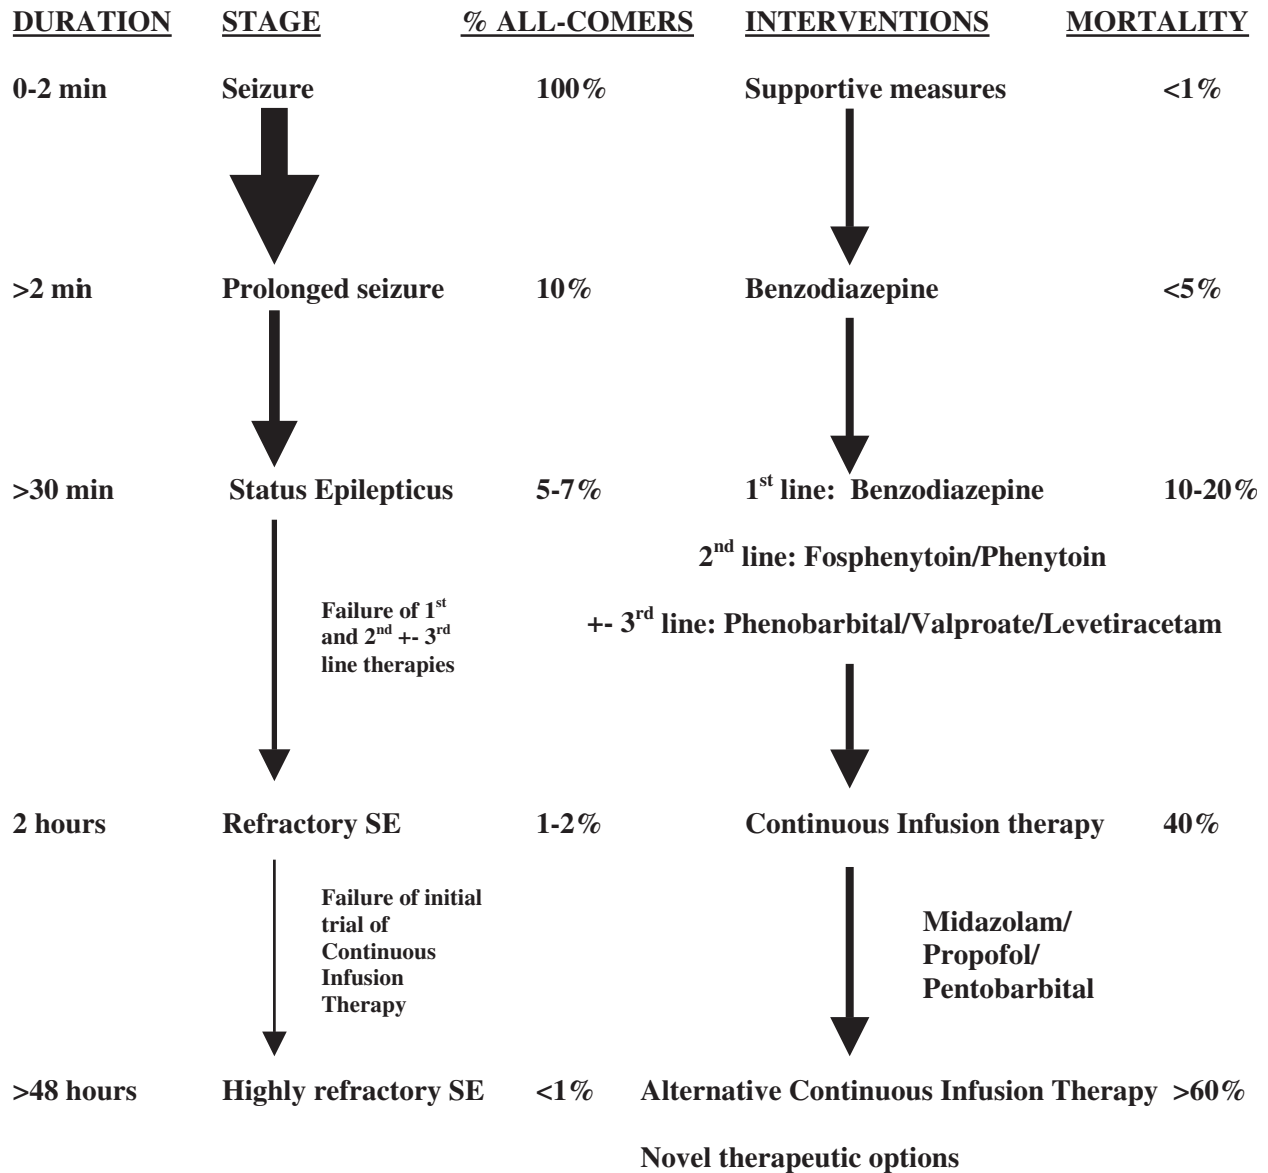 DURATION STAGE % ALL-COMERS INTERVENTIONS MORTALITY
0-2 min Seizure 100% Supportive measures <1%
>2 min Prolonged seizure 10% Benzodiazepine <5%
>30 min Status Epilepticus 5-7% 1st line: Benzodiazepine 10-20%
2nd line: Fosphenytoin/Phenytoin
Failure of 1st
and 2nd +- 3rd
line therapies
+- 3rd line: Phenobarbital/Valproate/Levetiracetam
2 hours Refractory SE 1-2% Continuous Infusion therapy 40%
Failure of initial
trial of
Continuous
Infusion
Therapy
Midazolam/
Propofol/
Pentobarbital
>48 hours Highly refractory SE <1% Alternative Continuous Infusion Therapy >60%
Novel therapeutic options